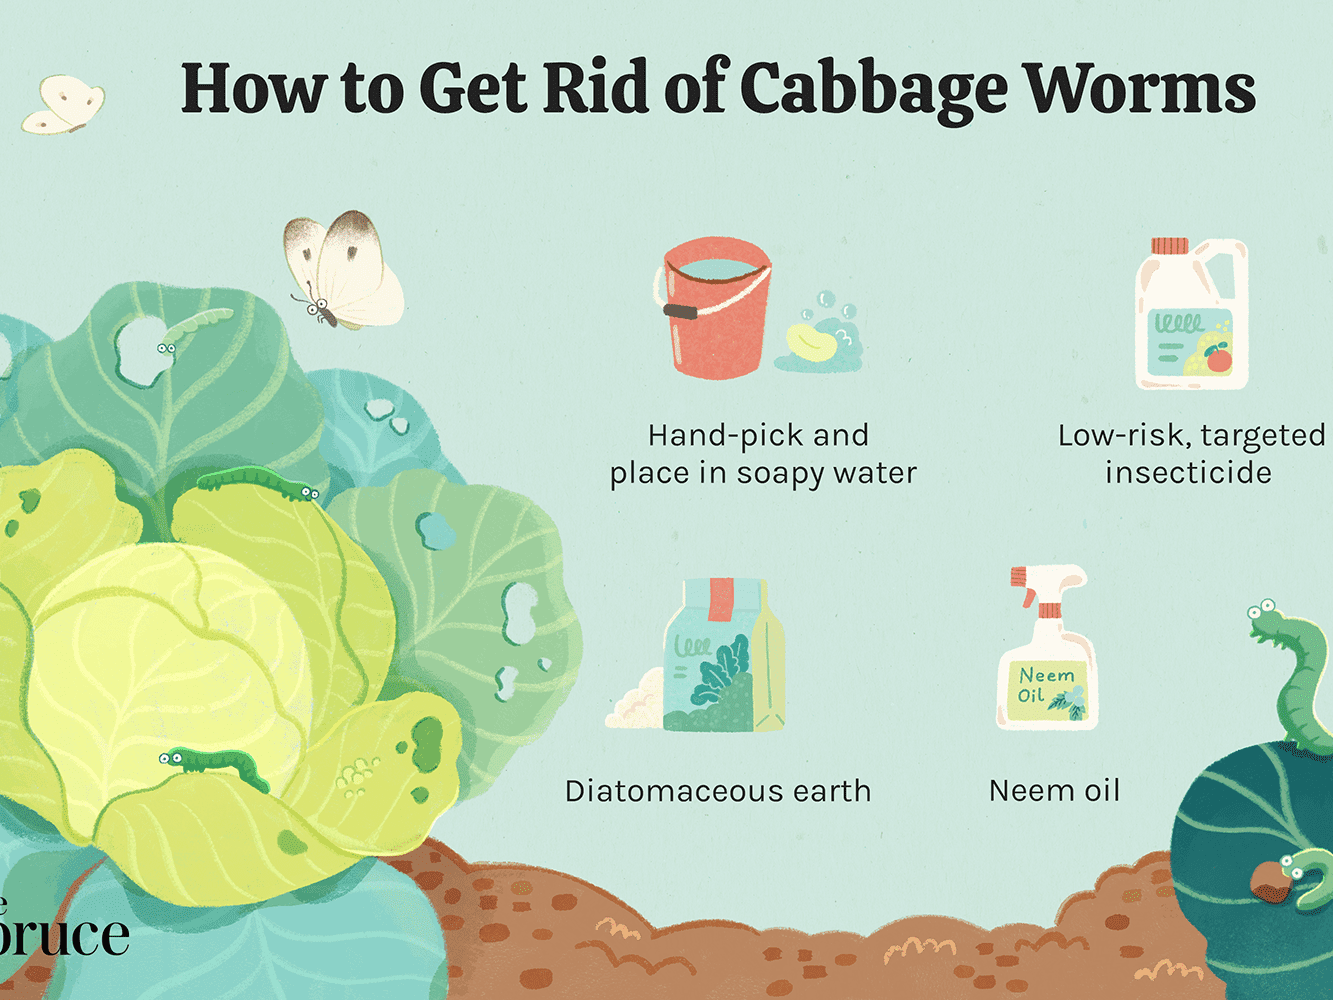 How to Get Rid of Cabbage Worms
Hand-pick and
place in soapy water
Low-risk, targeted
insecticide
Neem
Oil
Diatomaceous earth
Neem oil
e
pruce